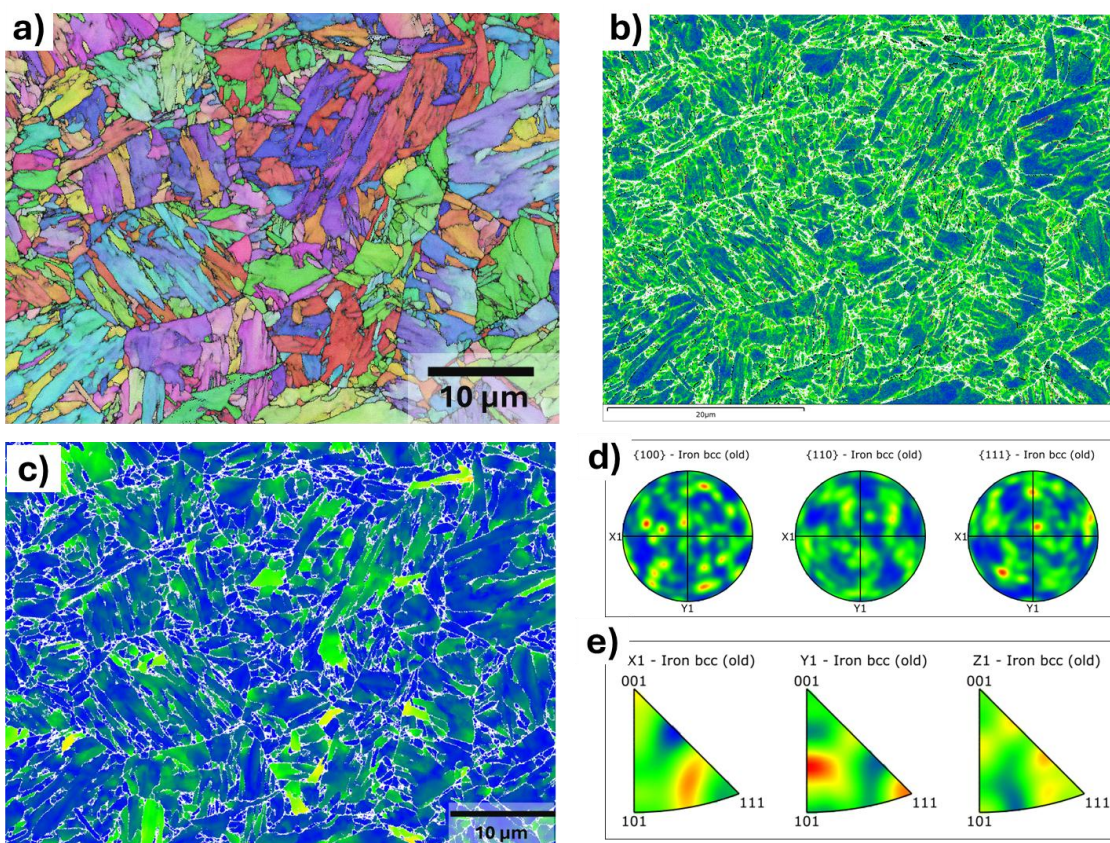 a)
10 µm
b)
20µm
c)
10 µm
d)
{100} - Iron bcc (old)
{110} - Iron bcc (old)
{111} - Iron bcc (old)
X1
X1
X1
Y1
Y1
Y1
e)
X1 - Iron bcc (old)
Y1 - Iron bcc (old)
Z1 - Iron bcc (old)
001
001
001
111
111
111
101
101
101